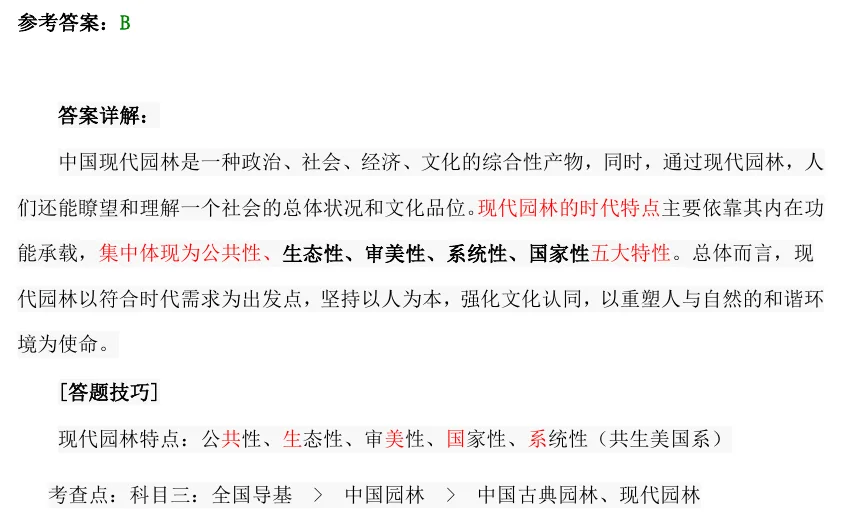 参考答案：B
答案详解：
中国现代园林是一种政治、社会、经济、文化的综合性产物，同时，通过现代园林，人
们还能瞭望和理解一个社会的总体状况和文化品位。现代园林的时代特点主要依靠其内在功
能承载，集中体现为公共性、生态性、审美性、系统性、国家性五大特性。总体而言，现
代园林以符合时代需求为出发点，坚持以人为本，强化文化认同，以重塑人与自然的和谐环
境为使命。
[答题技巧]
现代园林特点：公共性、生态性、审美性、国家性、系统性（共生美国系）
考查点：科目三：全国导基 > 中国园林 > 中国古典园林、现代园林